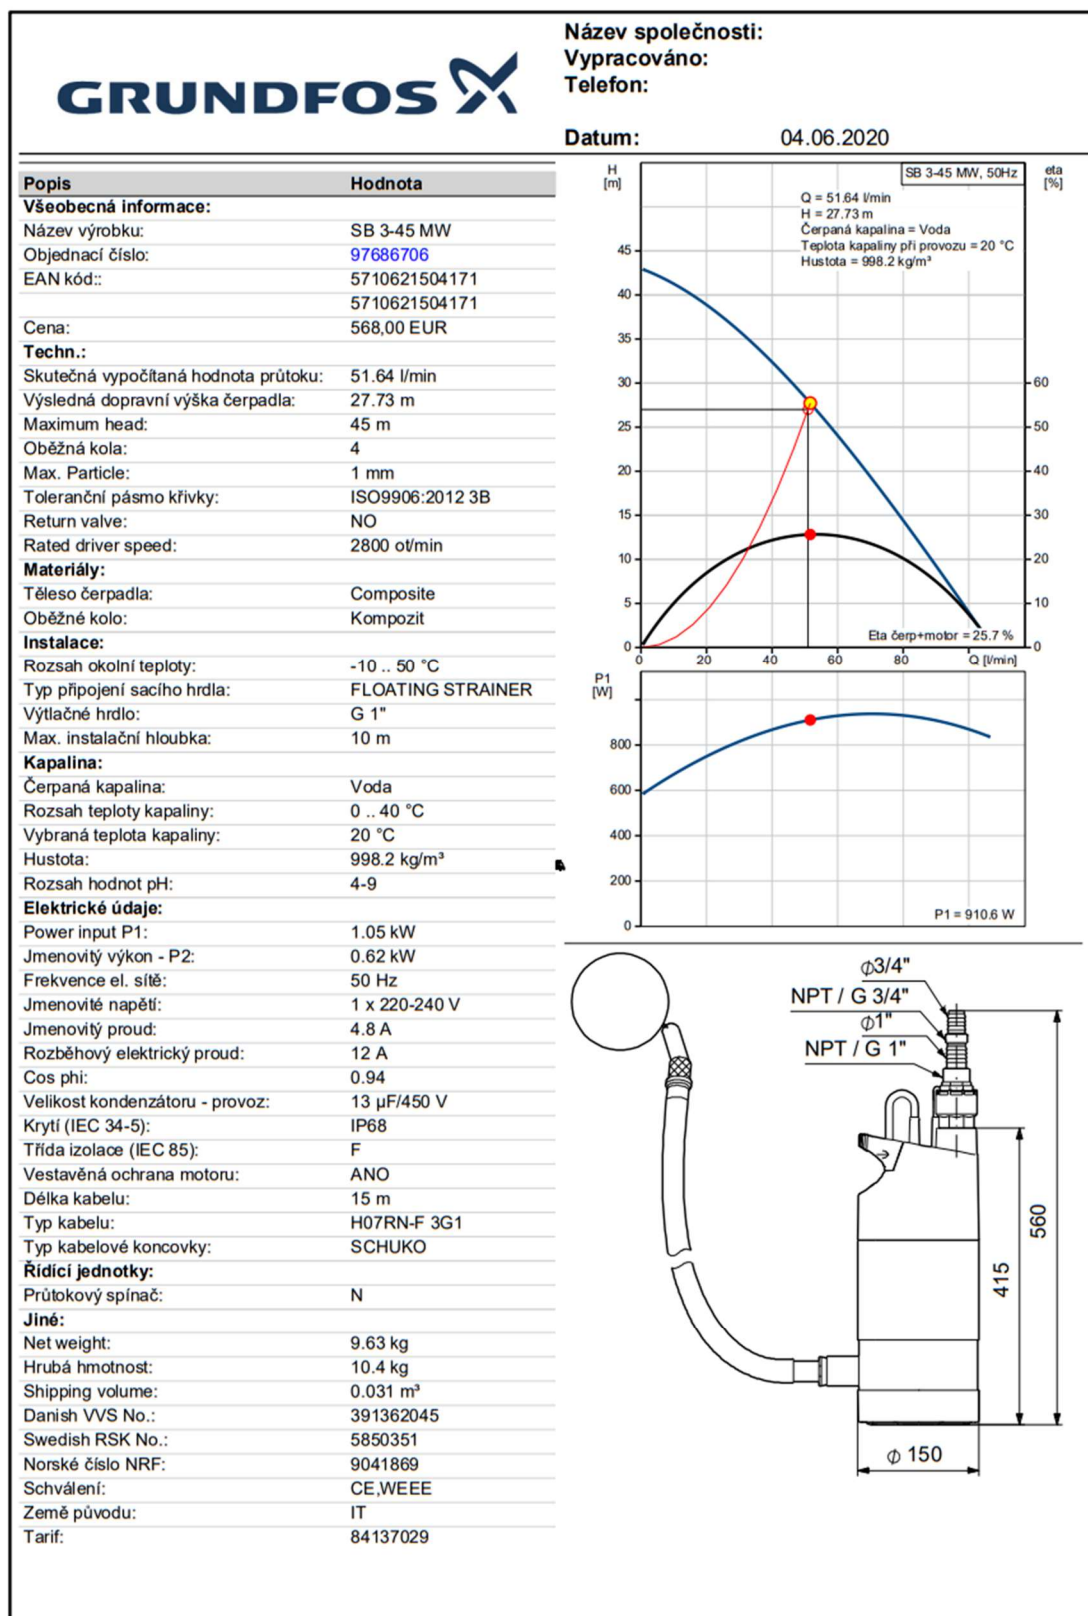 GRUNDFOS
Název společnosti:
Vypracováno:
Telefon:
Datum: 04.06.2020
Popis Hodnota
Všeobecná informace:
Název výrobku: SB 3-45 MW
Objednací číslo: 97686706
EAN kód:: 5710621504171
5710621504171
Cena: 568,00 EUR
Techn.:
Skutečná vypočítaná hodnota průtoku: 51.64 l/min
Výsledná dopravní výška čerpadla: 27.73 m
Maximum head: 45 m
Oběžná kola: 4
Max. Particle: 1 mm
Toleranční pásmo křivky: ISO9906:2012 3B
Return valve: NO
Rated driver speed: 2800 ot/min
Materiály:
Těleso čerpadla: Composite
Oběžné kolo: Kompozit
Instalace:
Rozsah okolní teploty: -10 .. 50 °C
Typ připojení sacího hrdla: FLOATING STRAINER
Výtlačné hrdlo: G 1"
Max. instalační hloubka: 10 m
Kapalina:
Čerpaná kapalina: Voda
Rozsah teploty kapaliny: 0 .. 40 °C
Vybraná teplota kapaliny: 20 °C
Hustota: 998.2 kg/m³
Rozsah hodnot pH: 4-9
Elektrické údaje:
Power input P1: 1.05 kW
Jmenovitý výkon - P2: 0.62 kW
Frekvence el. sítě: 50 Hz
Jmenovité napětí: 1 x 220-240 V
Jmenovitý proud: 4.8 A
Rozběhový elektrický proud: 12 A
Cos phi: 0.94
Velikost kondenzátoru - provoz: 13 µF/450 V
Krytí (IEC 34-5): IP68
Třída izolace (IEC 85): F
Vestavěná ochrana motoru: ANO
Délka kabelu: 15 m
Typ kabelu: H07RN-F 3G1
Typ kabelové koncovky: SCHUKO
Řídící jednotky:
Průtokový spínač: N
Jiné:
Net weight: 9.63 kg
Hrubá hmotnost: 10.4 kg
Shipping volume: 0.031 m³
Danish VVS No.: 391362045
Swedish RSK No.: 5850351
Norské číslo NRF: 9041869
Schválení: CE,WEEE
Země původu: IT
Tarif: 84137029
H
[m]
SB 3-45 MW, 50Hz
eta
[%]
Q = 51.64 l/min
H = 27.73 m
Čerpaná kapalina = Voda
Teplota kapaliny při provozu = 20 °C
Hustota = 998.2 kg/m³
45
40
35
30 60
25 50
20 40
15 30
10 20
5 10
Eta čerp+motor = 25.7 %
0 0
0 20 40 60 80 Q [l/min]
P1
[W]
800
600
400
200
P1 = 910.6 W
0
ϕ3/4"
NPT / G 3/4"
ϕ1"
NPT / G 1"
560
415
ϕ 150